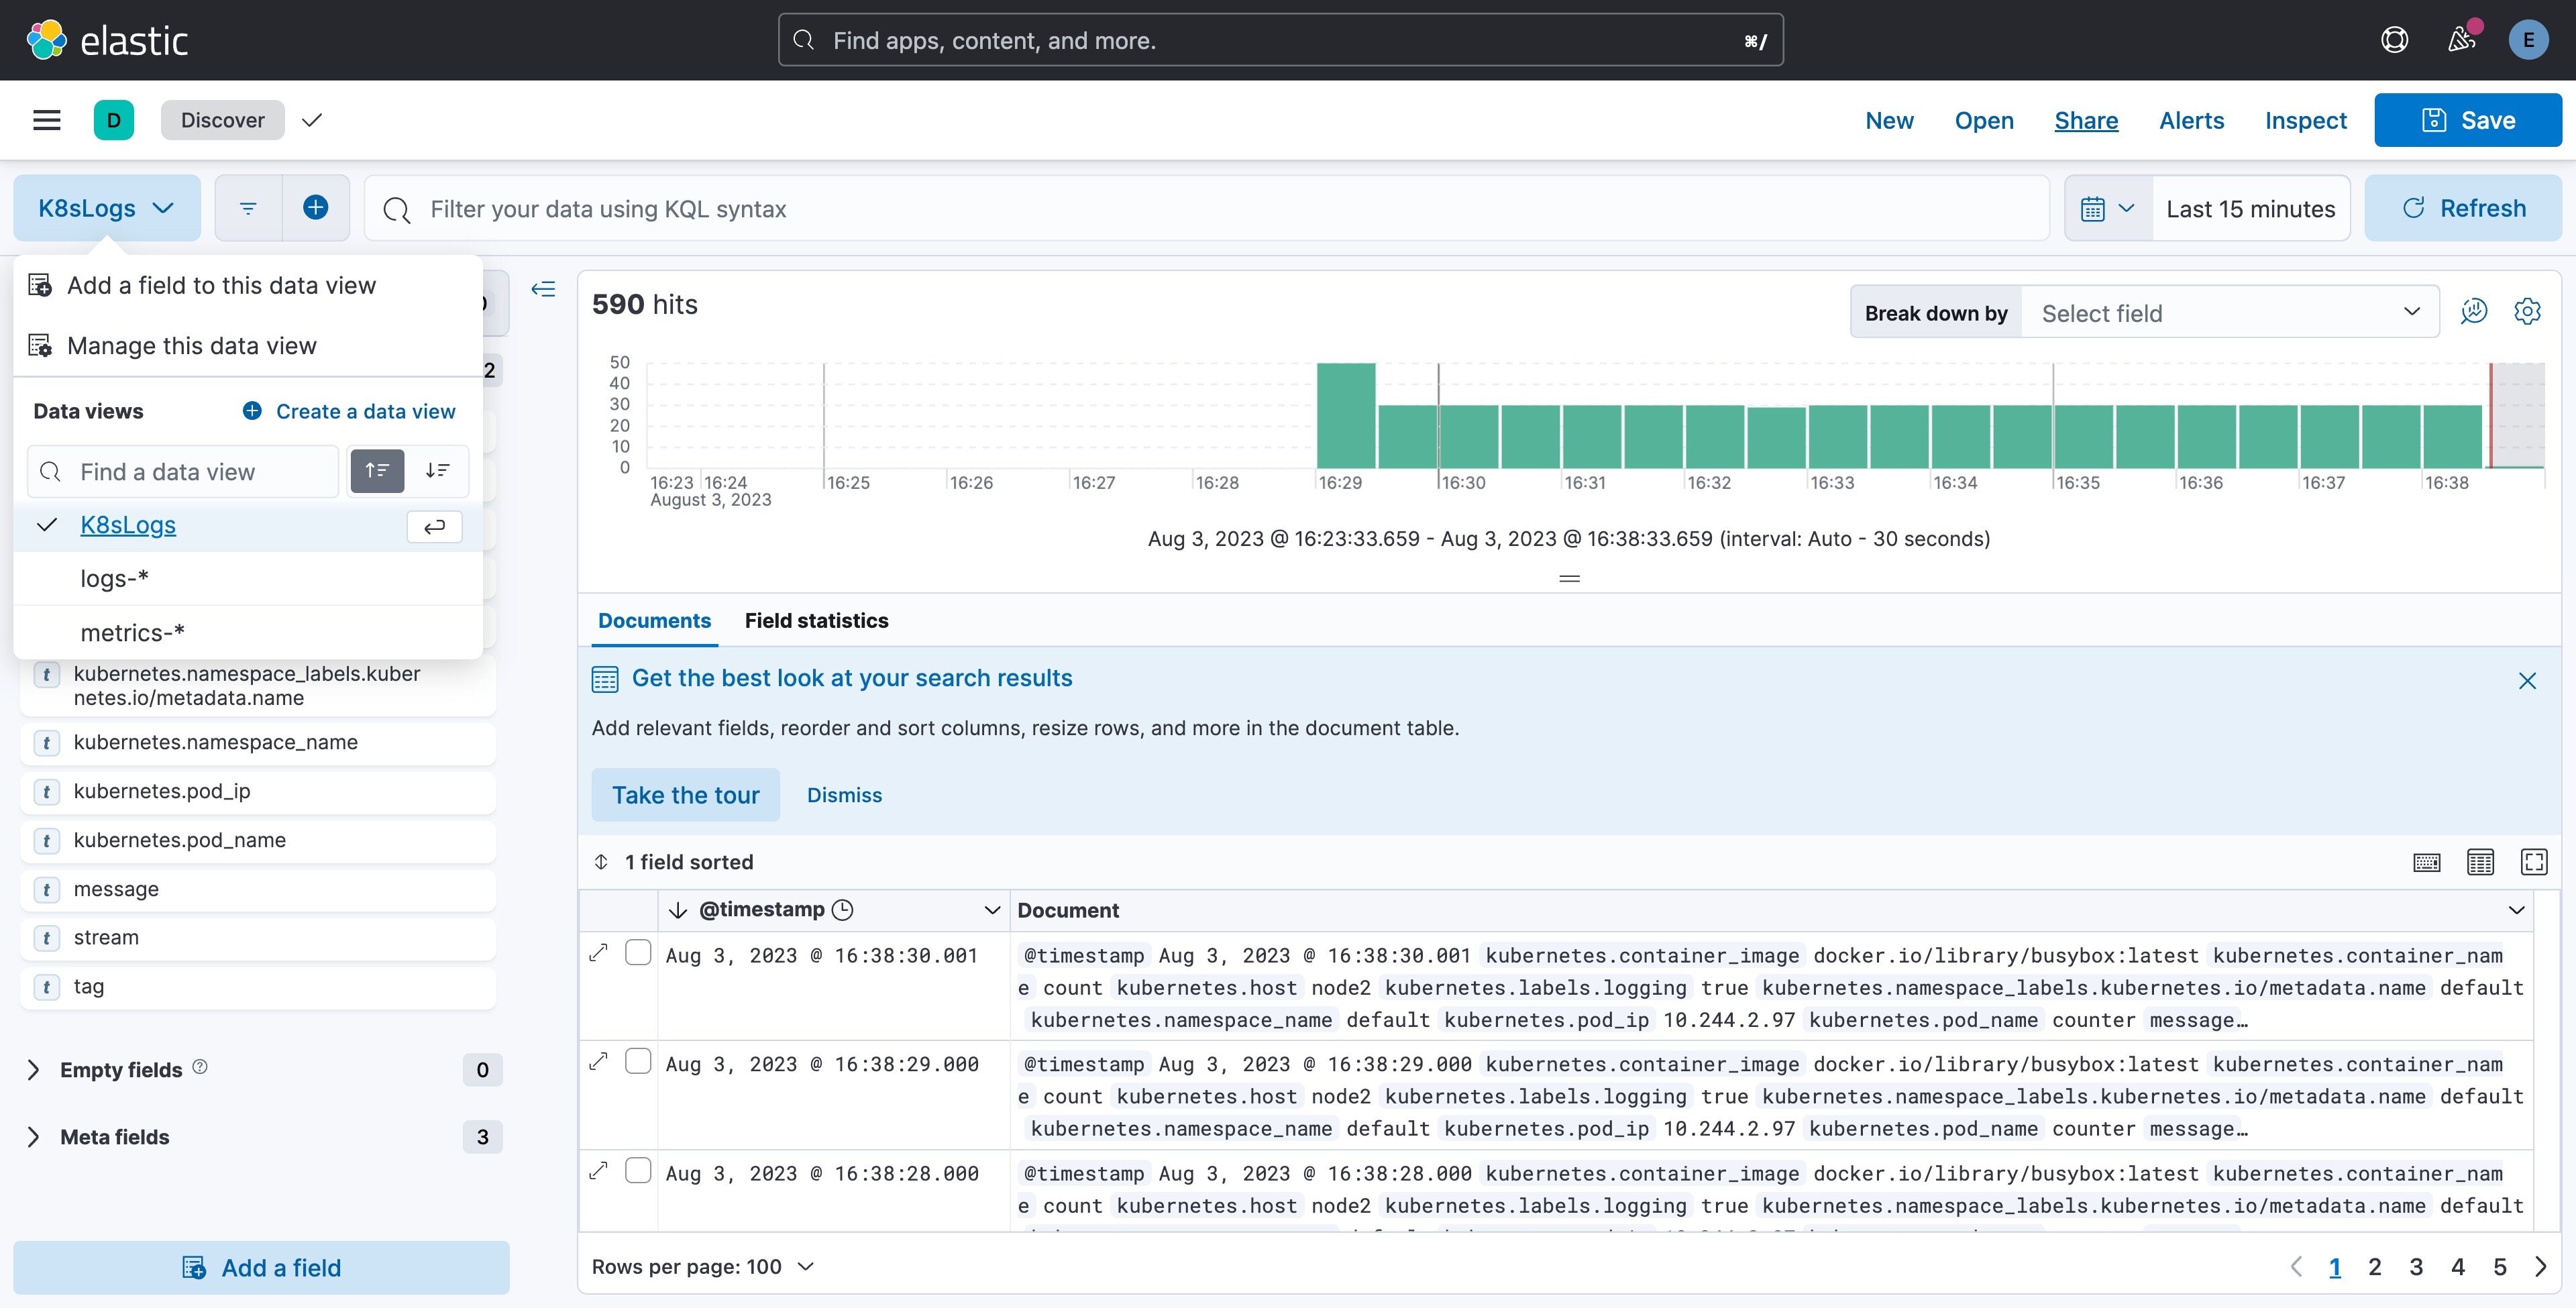 elastic
Find apps, content, and more.
⌘/
E
D
Discover
New
Open
Share
Alerts
Inspect
Save
K8sLogs
Filter your data using KQL syntax
Last 15 minutes
Refresh
Add a field to this data view
Manage this data view
2
Data views
Create a data view
Find a data view
K8sLogs
logs-*
metrics-*
t kubernetes.namespace_labels.kuber
netes.io/metadata.name
t kubernetes.namespace_name
t kubernetes.pod_ip
t kubernetes.pod_name
t message
t stream
t tag
Empty fields 0
Meta fields 3
Add a field
590 hits
Break down by Select field
50
40
30
20
10
0
16:23 16:24 16:25 16:26 16:27 16:28 16:29 16:30 16:31 16:32 16:33 16:34 16:35 16:36 16:37 16:38
August 3, 2023
Aug 3, 2023 @ 16:23:33.659 - Aug 3, 2023 @ 16:38:33.659 (interval: Auto - 30 seconds)
Documents Field statistics
Get the best look at your search results
Add relevant fields, reorder and sort columns, resize rows, and more in the document table.
Take the tour Dismiss
1 field sorted
@timestamp Document
Aug 3, 2023 @ 16:38:30.001 @timestamp Aug 3, 2023 @ 16:38:30.001 kubernetes.container_image docker.io/library/busybox:latest kubernetes.container_nam
e count kubernetes.host node2 kubernetes.labels.logging true kubernetes.namespace_labels.kubernetes.io/metadata.name default
kubernetes.namespace_name default kubernetes.pod_ip 10.244.2.97 kubernetes.pod_name counter message…
Aug 3, 2023 @ 16:38:29.000 @timestamp Aug 3, 2023 @ 16:38:29.000 kubernetes.container_image docker.io/library/busybox:latest kubernetes.container_nam
e count kubernetes.host node2 kubernetes.labels.logging true kubernetes.namespace_labels.kubernetes.io/metadata.name default
kubernetes.namespace_name default kubernetes.pod_ip 10.244.2.97 kubernetes.pod_name counter message…
Aug 3, 2023 @ 16:38:28.000 @timestamp Aug 3, 2023 @ 16:38:28.000 kubernetes.container_image docker.io/library/busybox:latest kubernetes.container_nam
e count kubernetes.host node2 kubernetes.labels.logging true kubernetes.namespace_labels.kubernetes.io/metadata.name default
Rows per page: 100
1 2 3 4 5